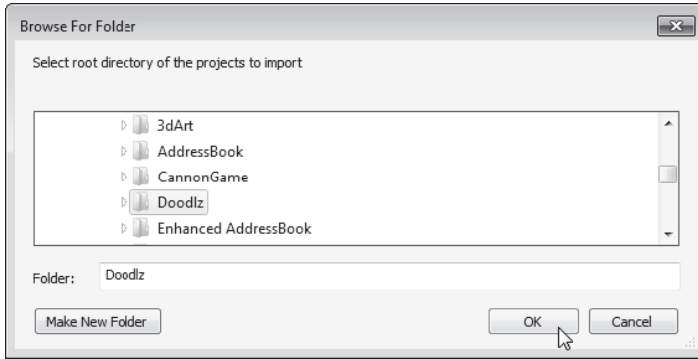 Browse For Folder
Select root directory of the projects to import
3dArt
AddressBook
CannonGame
Doodlz
Enhanced AddressBook
Folder: Doodlz
Make New Folder OK Cancel